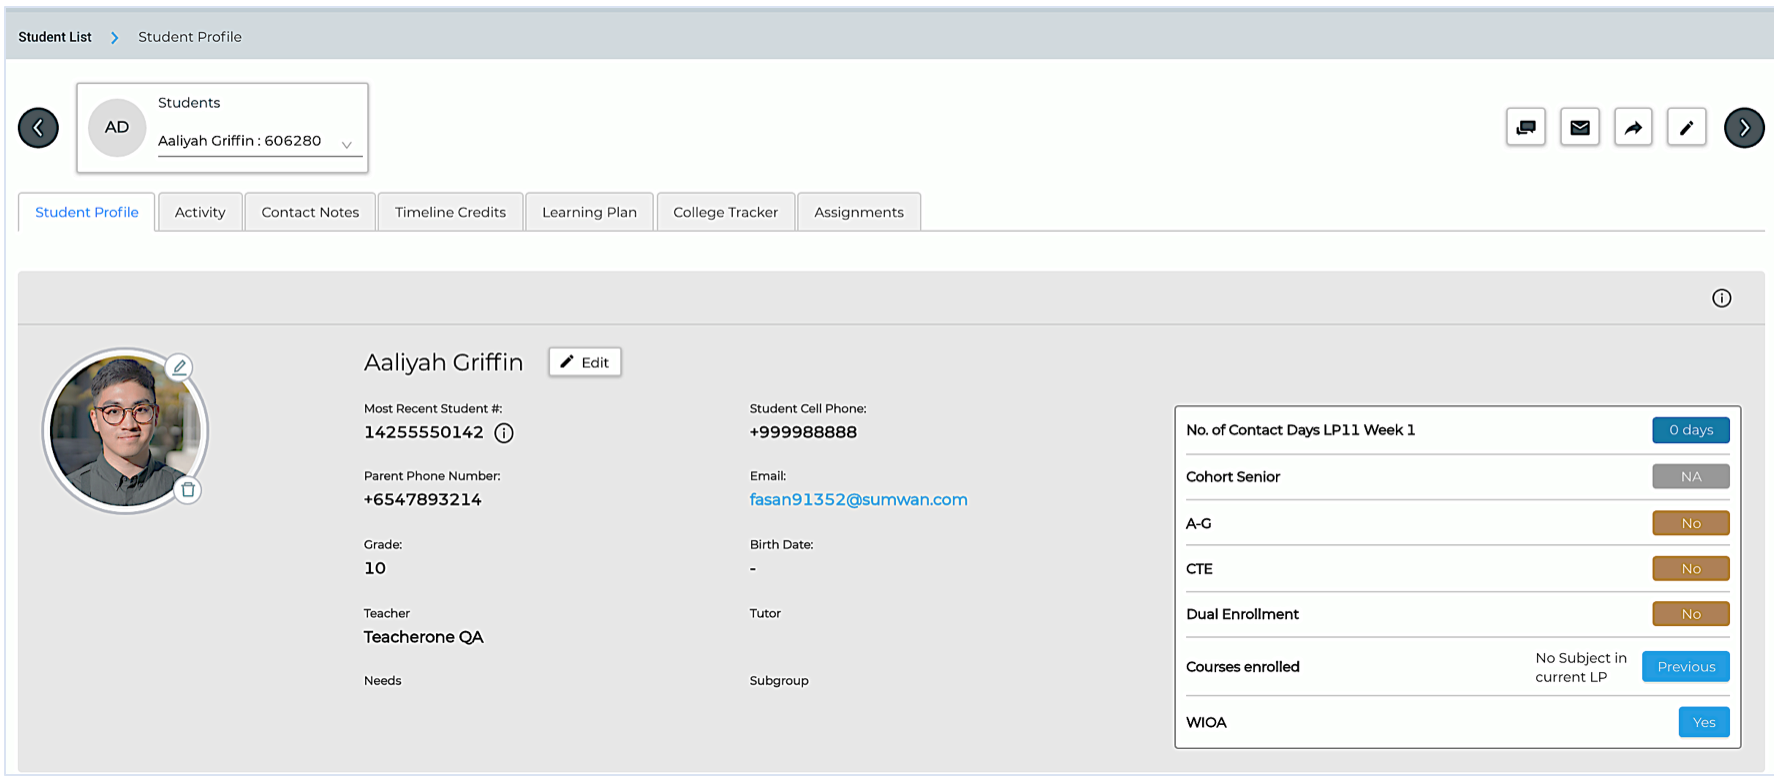 Student List
Student Profile
AD
Students
Aaliyah Griffin : 606280
Student Profile
Activity
Contact Notes
Timeline Credits
Learning Plan
College Tracker
Assignments
Aaliyah Griffin
Edit
Most Recent Student #:
14255550142
Student Cell Phone:
+999988888
Parent Phone Number:
+6547893214
Email:
fasan91352@sumwan.com
Grade:
10
Birth Date:
-
Teacher
Teacherone QA
Tutor
Needs
Subgroup
No. of Contact Days LP11 Week 1
0 days
Cohort Senior
NA
A-G
No
CTE
No
Dual Enrollment
No
Courses enrolled
No Subject in
current LP
Previous
WIOA
Yes